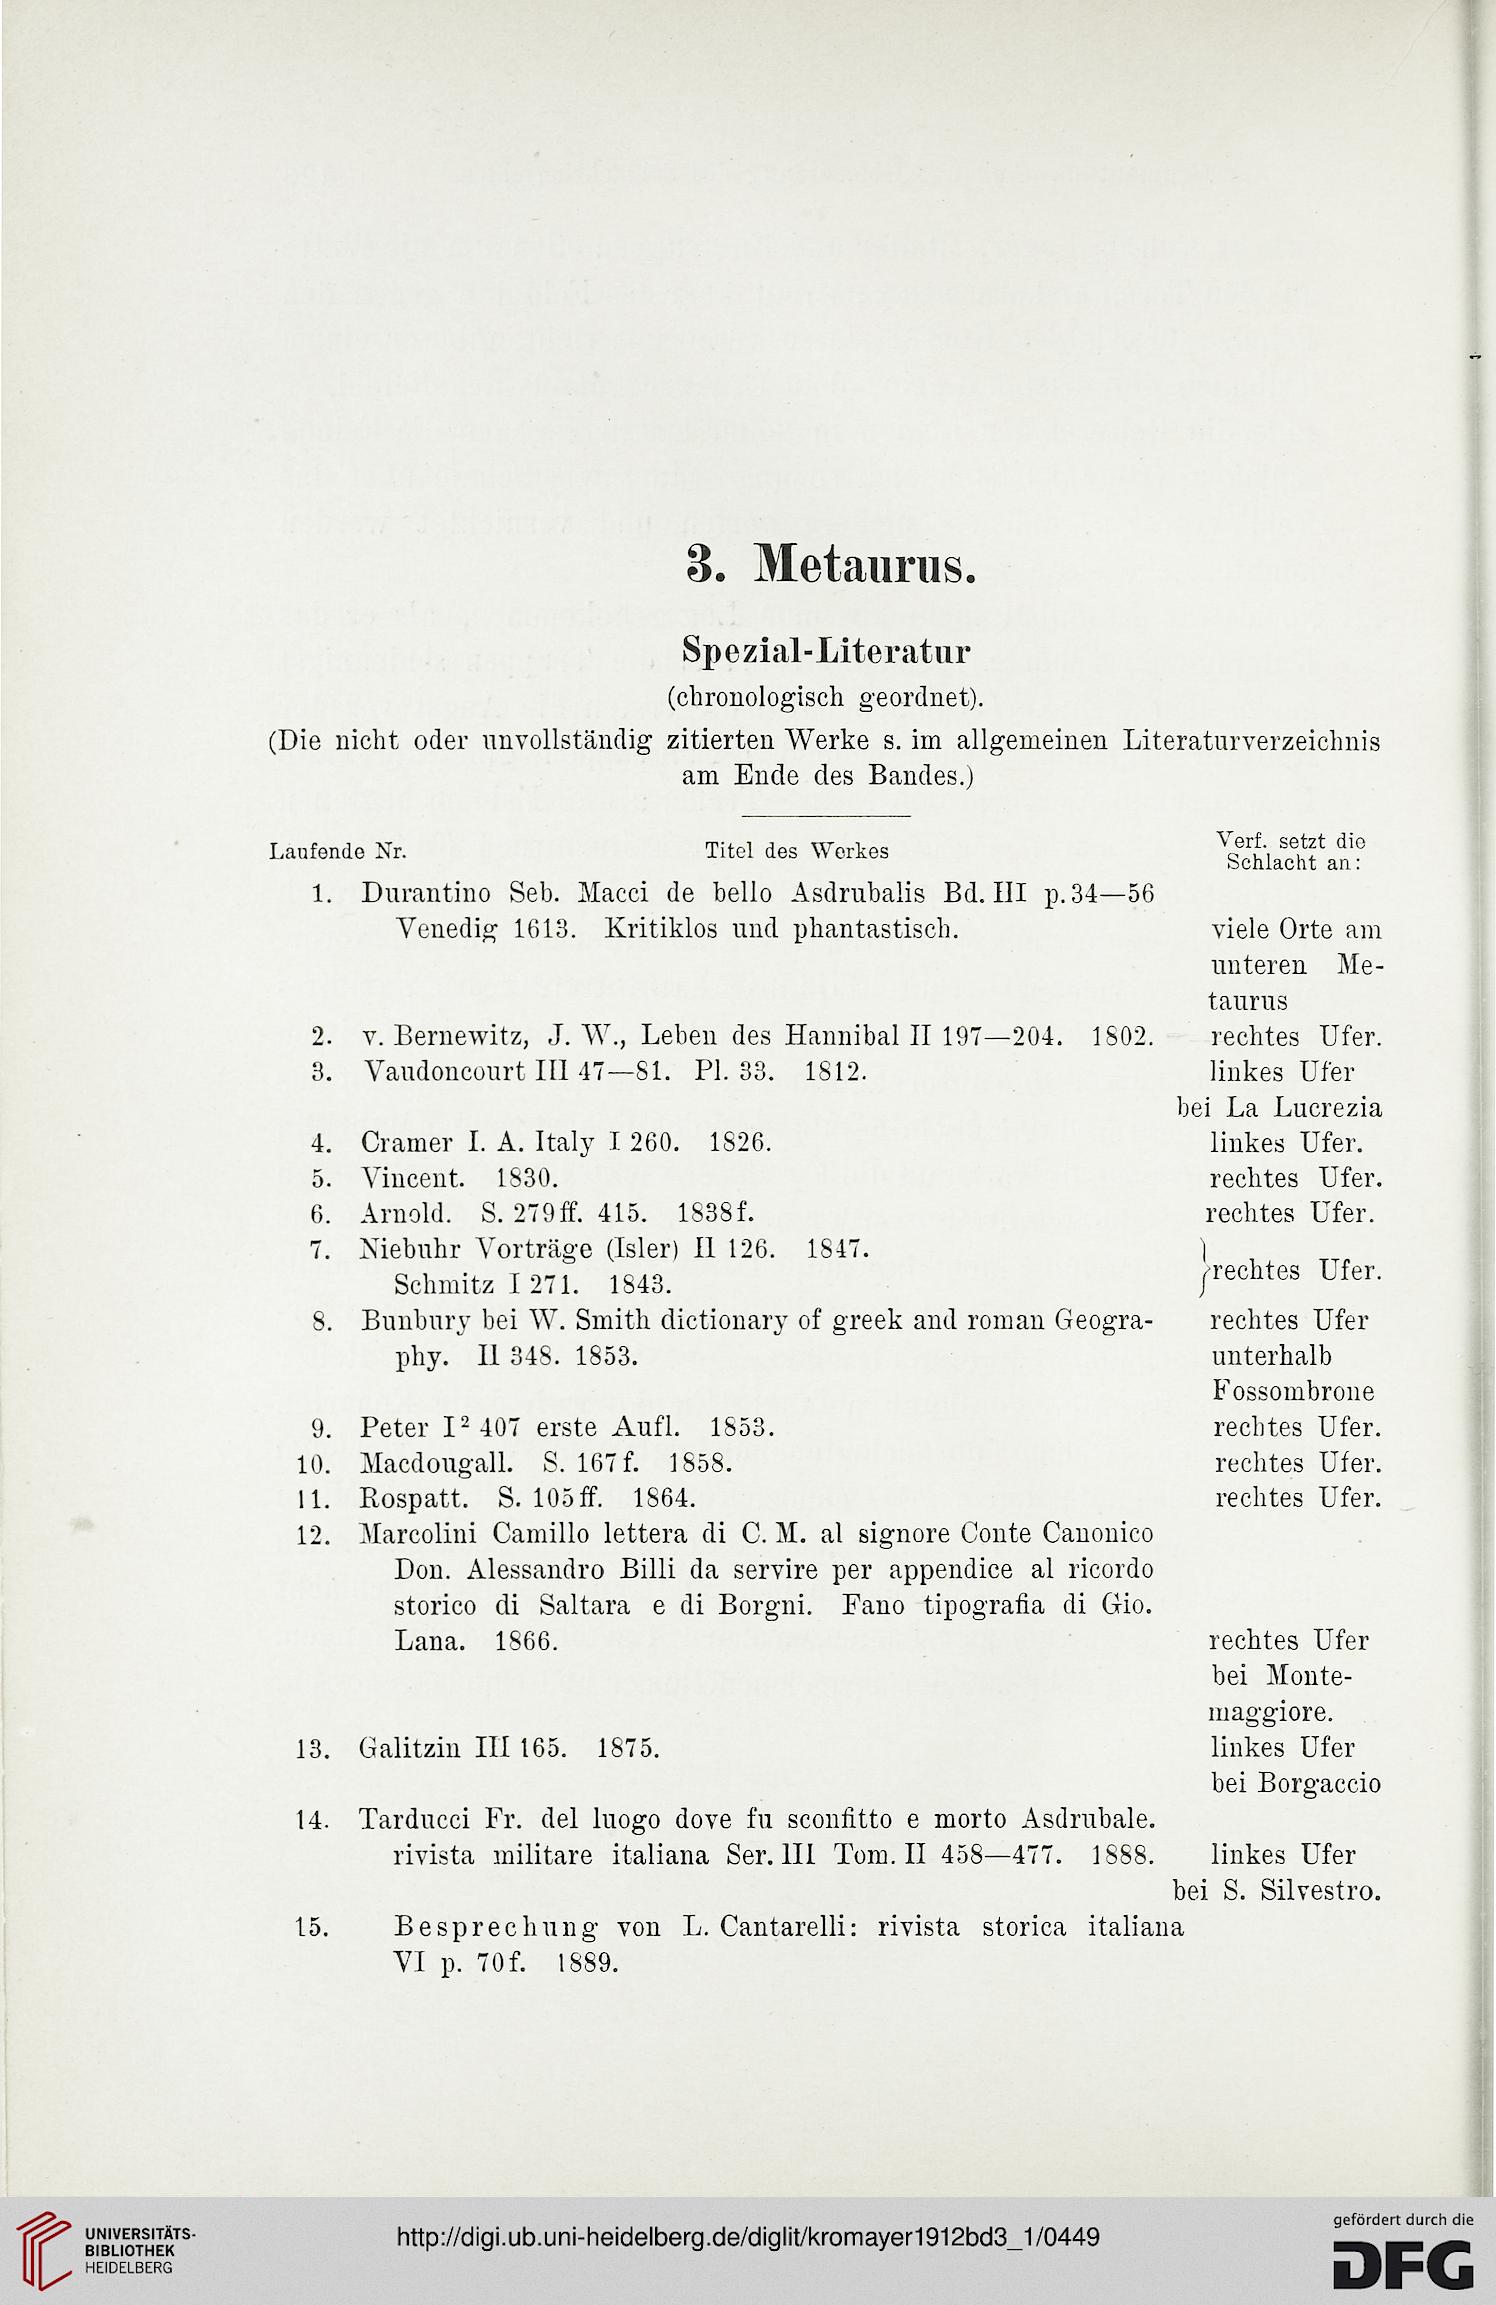 3. Metaurus.
Spezial-Literatur
(chronologisch geordnet).
(Die nicht oder unvollständig zitierten Werke s. im allgemeinen Literaturverzeichnis
am Ende des Bandes.)
Laufende Nr. Titel des Werkes Verf. setzt die
Schlacht an:
1. Durantino Seb. Macci de bello Asdrubalis Bd. III p. 34—56
Venedig 1613. Kritiklos und phantastisch. viele Orte am
unteren Me-
taurus
2. v. Bernewitz, J. W., Leben des Hannibal II 197—204. 1802. rechtes Ufer.
3. Vaudoncourt III 47—81. Pl. 33. 1812. linkes Ufer
bei La Lucrezia
4. Cramer I. A. Italy I 260. 1826. linkes Ufer.
5. Vincent. 1830. rechtes Ufer.
6. Arnold. S. 279 ff. 415. 1838 f. rechtes Ufer.
7. Niebuhr Vorträge (Isler) II 126. 1847.
Schmitz I 271. 1843. }rechtes Ufer.
8. Bunbury bei W. Smith dictionary of greek and roman Geogra- rechtes Ufer
phy. II 348. 1853. unterhalb
Fossombrone
9. Peter I² 407 erste Aufl. 1853. rechtes Ufer.
10. Macdougall. S. 167 f. 1858. rechtes Ufer.
11. Rospatt. S. 105 ff. 1864. rechtes Ufer.
12. Marcolini Camillo lettera di C. M. al signore Conte Canonico
Don. Alessandro Billi da servire per appendice al ricordo
storico di Saltara e di Borgni. Fano tipografia di Gio.
Lana. 1866. rechtes Ufer
bei Monte-
maggiore.
13. Galitzin III 165. 1875. linkes Ufer
bei Borgaccio
14. Tarducci Fr. del luogo dove fu sconfitto e morto Asdrubale.
rivista militare italiana Ser. III Tom. II 458—477. 1888. linkes Ufer
bei S. Silvestro.
15. Besprechung von L. Cantarelli: rivista storica italiana
VI p. 70 f. 1889.
UNIVERSITÄTS-
BIBLIOTHEK
HEIDELBERG
http://digi.ub.uni-heidelberg.de/diglit/kromayer1912bd3_1/0449
gefördert durch die
DFG